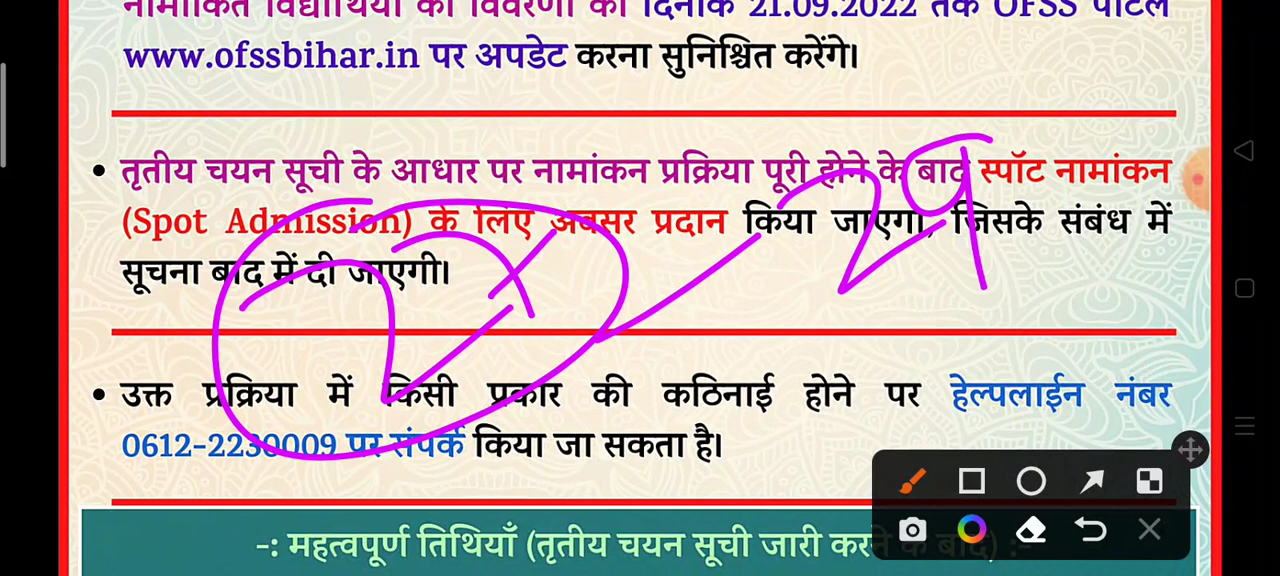 नामांकित विद्यार्थियों की विवरणी को दिनांक 21.09.2022 तक OFSS पोर्टल
www.ofssbihar.in पर अपडेट करना सुनिश्चित करेंगे।
• तृतीय चयन सूची के आधार पर नामांकन प्रक्रिया पूरी होने के बाद स्पॉट नामांकन
(Spot Admission) के लिए अवसर प्रदान किया जाएगा, जिसके संबंध में
सूचना बाद में दी जाएगी।
• उक्त प्रक्रिया में किसी प्रकार की कठिनाई होने पर हेल्पलाईन नंबर
0612-2230009 पर संपर्क किया जा सकता है।
-: महत्वपूर्ण तिथियाँ (तृतीय चयन सूची जारी करने के बाद) :-
29